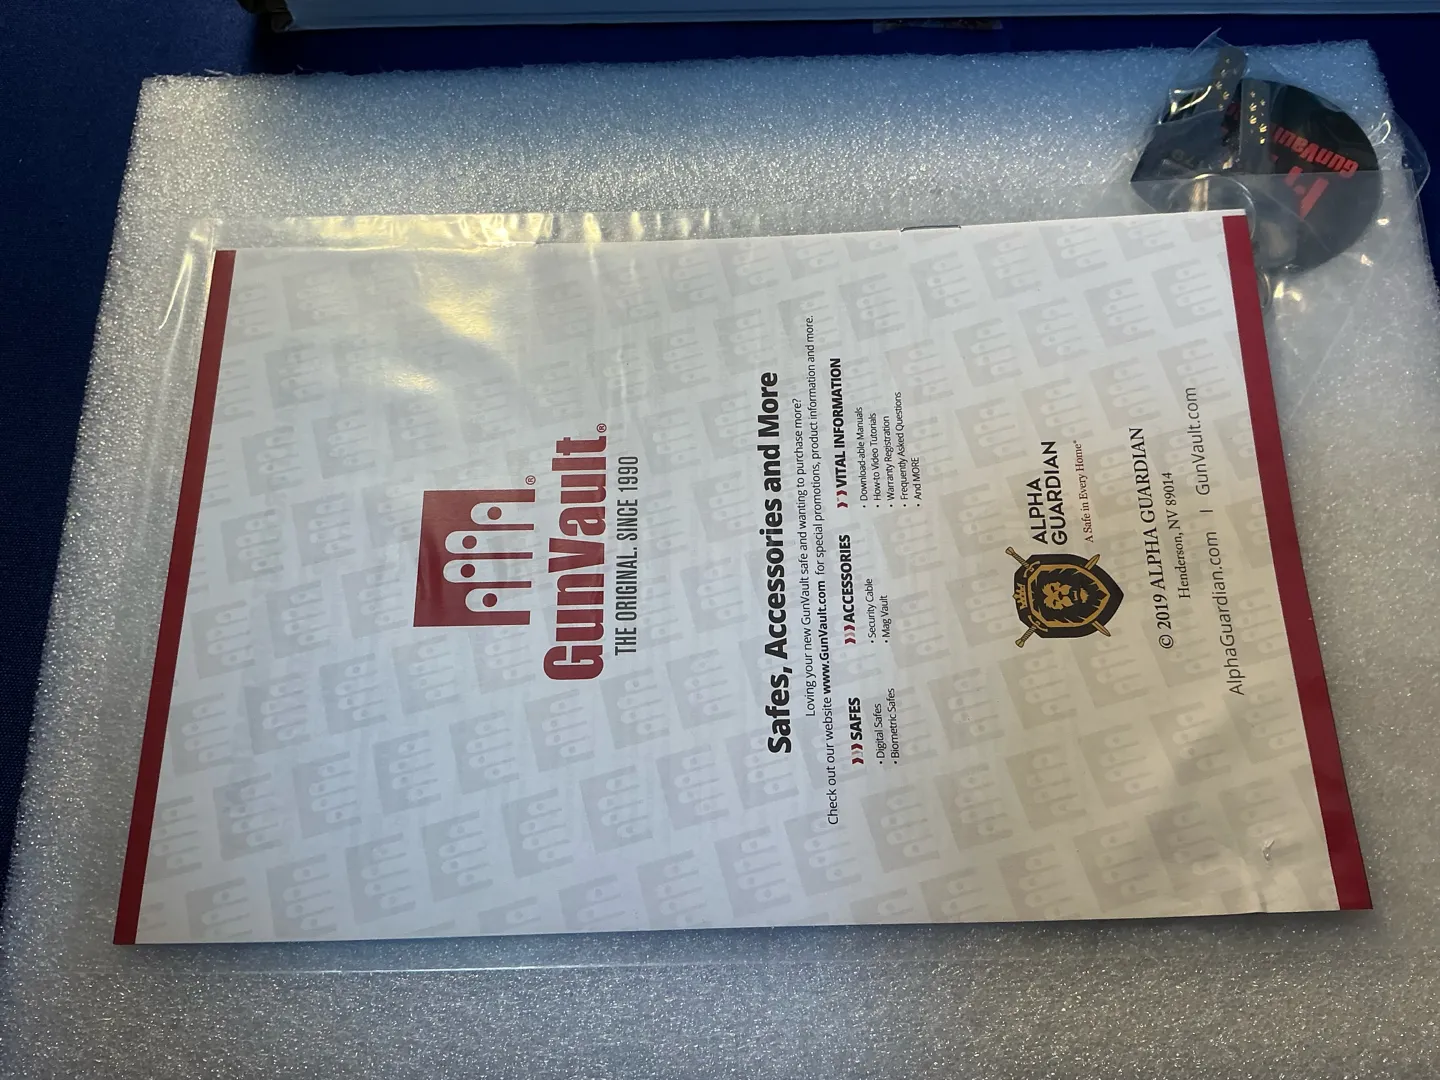 GunVault®
THE ORIGINAL. SINCE 1990
Safes, Accessories and More
Loving your new GunVault safe and wanting to purchase more?
Check out our website www.GunVault.com for special promotions, product information and more.
SAFES
• Digital Safes
• Biometric Safes
ACCESSORIES
• Security Cable
• Mag Vault
VITAL INFORMATION
• Download-able Manuals
• How-to Video Tutorials
• Warranty Registration
• Frequently Asked Questions
• And MORE
ALPHA
GUARDIAN
A Safe in Every Home®
© 2019 ALPHA GUARDIAN
Henderson, NV 89014
AlphaGuardian.com | GunVault.com
GunVault